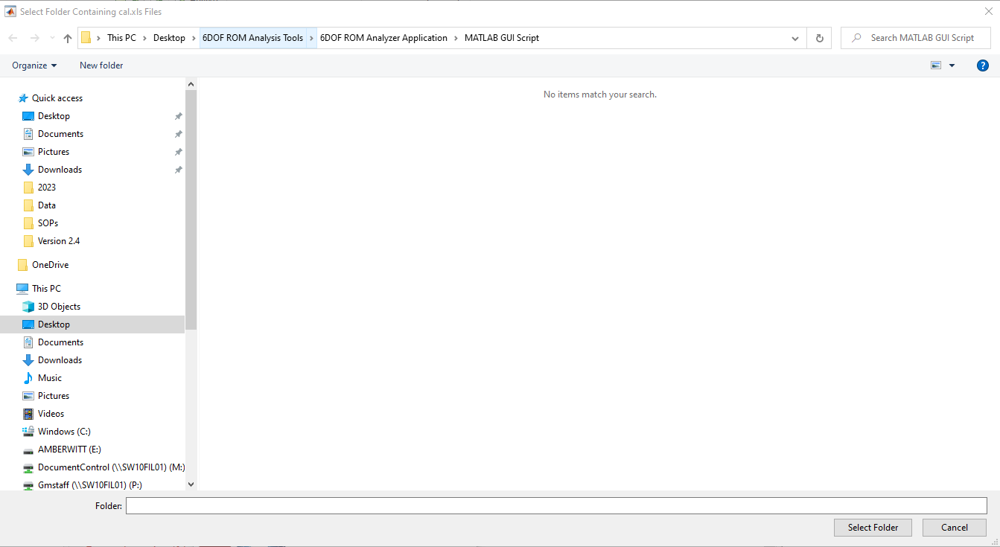 Select Folder Containing cal.xls Files
This PC > Desktop > 6DOF ROM Analysis Tools > 6DOF ROM Analyzer Application > MATLAB GUI Script
Search MATLAB GUI Script
Organize
New folder
Quick access
Desktop
Documents
Pictures
Downloads
2023
Data
SOPs
Version 2.4
OneDrive
This PC
3D Objects
Desktop
Documents
Downloads
Music
Pictures
Videos
Windows (C:)
AMBERWITT (E:)
DocumentControl (\\SW10FIL01) (M:)
Gmstaff (\\SW10FIL01) (P:)
No items match your search.
Folder:
Select Folder
Cancel